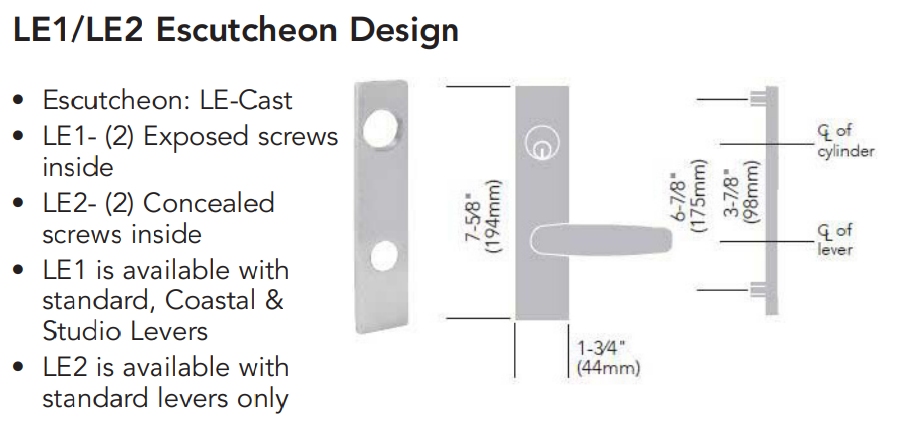 LE1/LE2 Escutcheon Design
• Escutcheon: LE-Cast
• LE1- (2) Exposed screws
inside
• LE2- (2) Concealed
screws inside
• LE1 is available with
standard, Coastal &
Studio Levers
• LE2 is available with
standard levers only
7-5/8"
(194mm)
1-3/4"
(44mm)
6-7/8"
(175mm)
3-7/8"
(98mm)
℄ of
cylinder
℄ of
lever